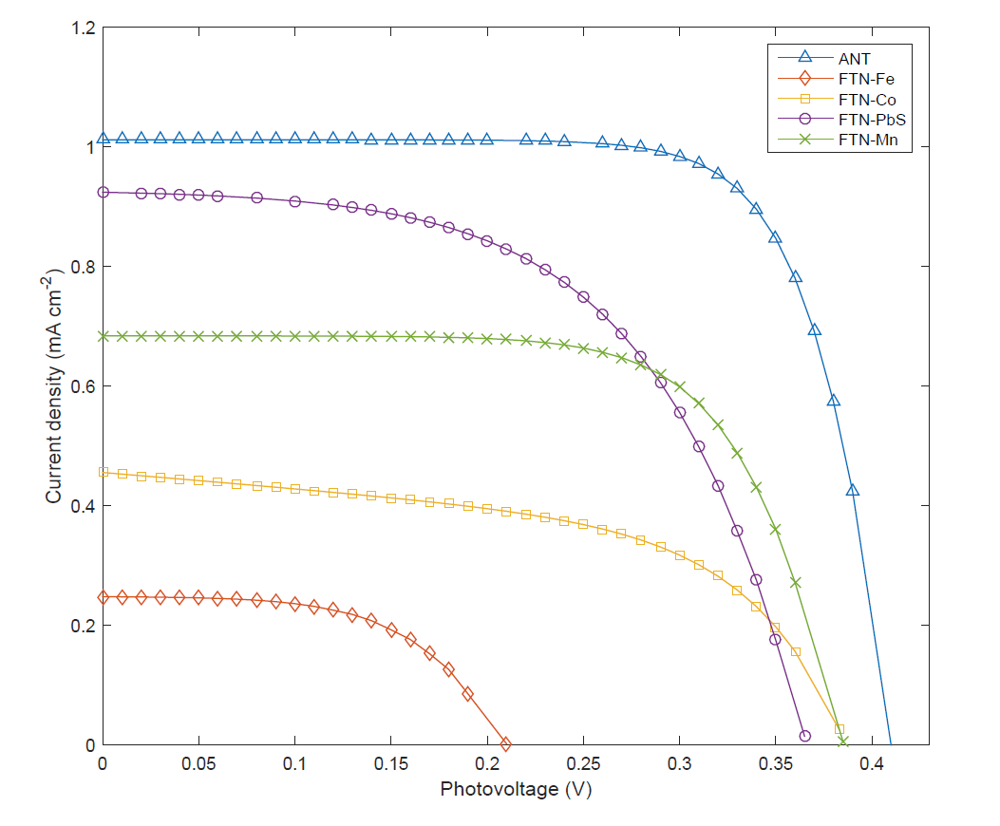 1.2
1
0.8
0.6
0.4
0.2
0
Current density (mA cm-2)
ANT
FTN-Fe
FTN-Co
FTN-PbS
FTN-Mn
0 0.05 0.1 0.15 0.2 0.25 0.3 0.35 0.4
Photovoltage (V)